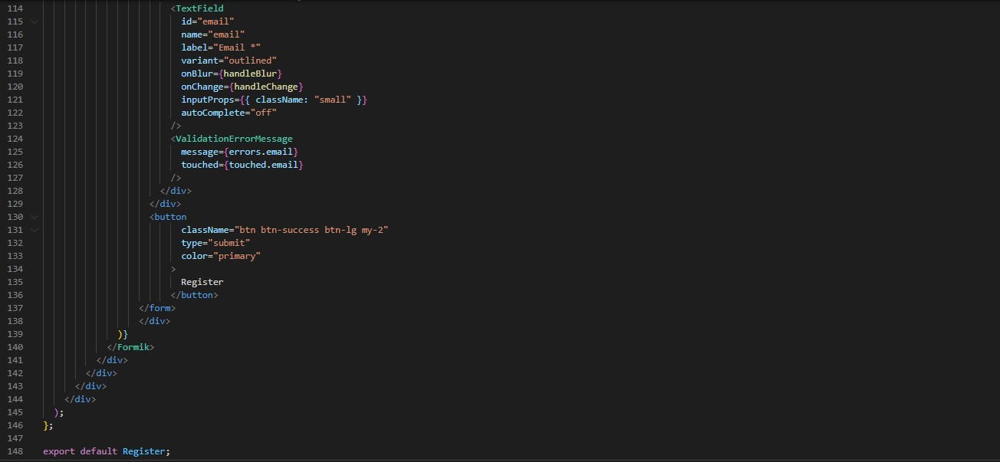 114 <TextField
115 id="email"
116 name="email"
117 label="Email *"
118 variant="outlined"
119 onBlur={handleBlur}
120 onChange={handleChange}
121 inputProps={{ className: "small" }}
122 autoComplete="off"
123 />
124 <ValidationErrorMessage
125 message={errors.email}
126 touched={touched.email}
127 />
128 </div>
129 </div>
130 <button
131 className="btn btn-success btn-lg my-2"
132 type="submit"
133 color="primary"
134 >
135 Register
136 </button>
137 </form>
138 </div>
139 )}
140 </Formik>
141 </div>
142 </div>
143 </div>
144 </div>
145 );
146 };
147
148 export default Register;